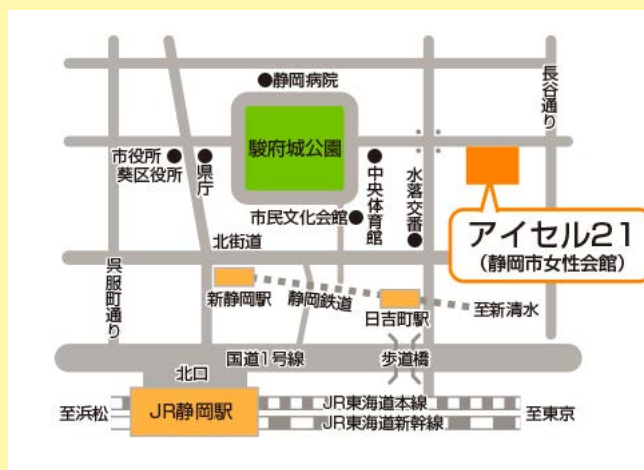 静岡病院
長谷通り
駿府城公園
市役所
葵区役所
県庁
中央体育館
水落交番
市民文化会館
アイセル21
（静岡市女性会館）
北街道
呉服町通り
新静岡駅
静岡鉄道
日吉町駅
至新清水
国道1号線
歩道橋
北口
JR静岡駅
至浜松
JR東海道本線
JR東海道新幹線
至東京